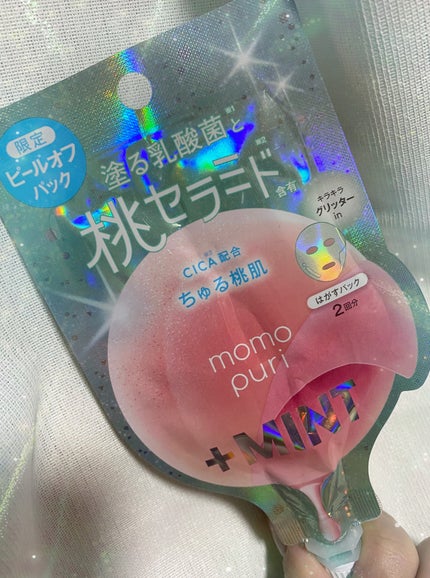 限定
ピールオフ
パック
塗る乳酸菌※1と
桃セラミド
含有
キラキラ
グリッター
in
CICA配合
ちゅる桃肌
はがすパック
2回分
momo
puri
+MINT